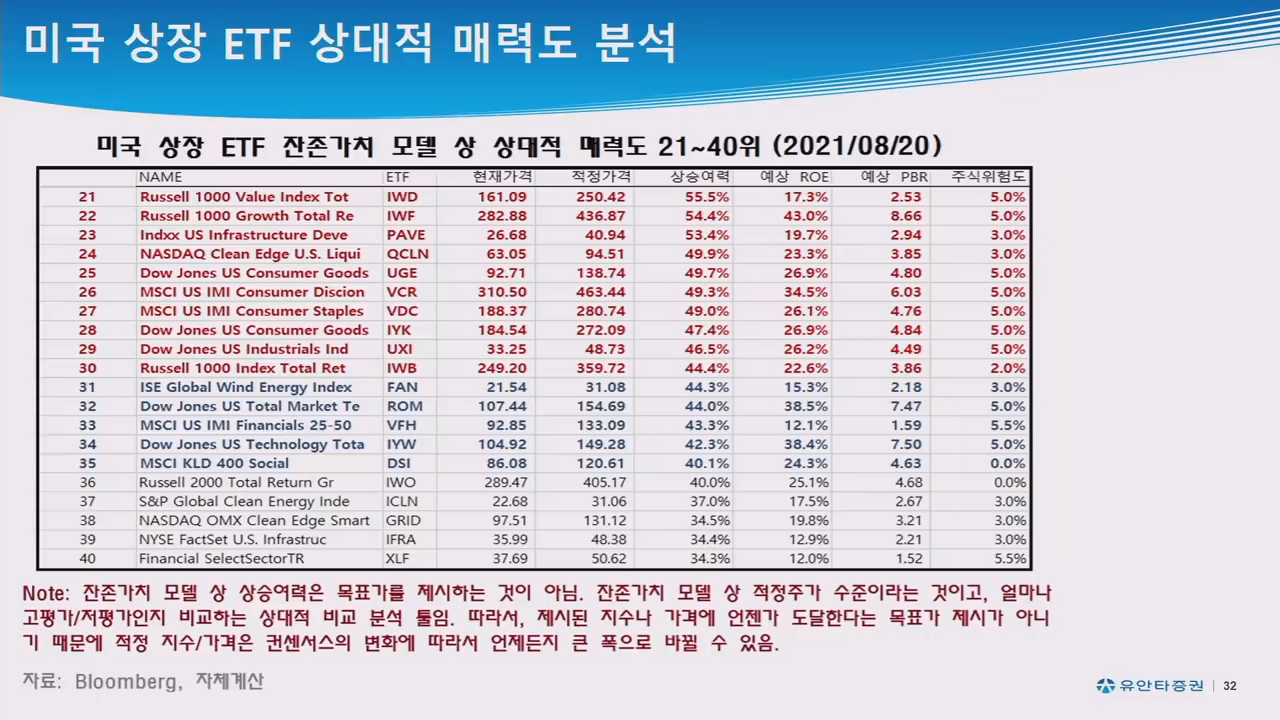 미국 상장 ETF 상대적 매력도 분석
미국 상장 ETF 잔존가치 모델 상 상대적 매력도 21~40위 (2021/08/20)
NAME ETF 현재가격 적정가격 상승여력 예상 ROE 예상 PBR 주식위험도
21 Russell 1000 Value Index Tot IWD 161.09 250.42 55.5% 17.3% 2.53 5.0%
22 Russell 1000 Growth Total Re IWF 282.88 436.87 54.4% 43.0% 8.66 5.0%
23 Indxx US Infrastructure Deve PAVE 26.68 40.94 53.4% 19.7% 2.94 3.0%
24 NASDAQ Clean Edge U.S. Liqui QCLN 63.05 94.51 49.9% 23.3% 3.85 3.0%
25 Dow Jones US Consumer Goods UGE 92.71 138.74 49.7% 26.9% 4.80 5.0%
26 MSCI US IMI Consumer Discion VCR 310.50 463.44 49.3% 34.5% 6.03 5.0%
27 MSCI US IMI Consumer Staples VDC 188.37 280.74 49.0% 26.1% 4.76 5.0%
28 Dow Jones US Consumer Goods IYK 184.54 272.09 47.4% 26.9% 4.84 5.0%
29 Dow Jones US Industrials Ind UXI 33.25 48.73 46.5% 26.2% 4.49 5.0%
30 Russell 1000 Index Total Ret IWB 249.20 359.72 44.4% 22.6% 3.86 2.0%
31 ISE Global Wind Energy Index FAN 21.54 31.08 44.3% 15.3% 2.18 3.0%
32 Dow Jones US Total Market Te ROM 107.44 154.69 44.0% 38.5% 7.47 5.0%
33 MSCI US IMI Financials 25-50 VFH 92.85 133.09 43.3% 12.1% 1.59 5.5%
34 Dow Jones US Technology Tota IYW 104.92 149.28 42.3% 38.4% 7.50 5.0%
35 MSCI KLD 400 Social DSI 86.08 120.61 40.1% 24.3% 4.63 0.0%
36 Russell 2000 Total Return Gr IWO 289.47 405.17 40.0% 25.1% 4.68 0.0%
37 S&P Global Clean Energy Inde ICLN 22.68 31.06 37.0% 17.5% 2.67 3.0%
38 NASDAQ OMX Clean Edge Smart GRID 97.51 131.12 34.5% 19.8% 3.21 3.0%
39 NYSE FactSet U.S. Infrastruc IFRA 35.99 48.38 34.4% 12.9% 2.21 3.0%
40 Financial SelectSectorTR XLF 37.69 50.62 34.3% 12.0% 1.52 5.5%
Note: 잔존가치 모델 상 상승여력은 목표가를 제시하는 것이 아님. 잔존가치 모델 상 적정주가 수준이라는 것이고, 얼마나
고평가/저평가인지 비교하는 상대적 비교 분석 툴임. 따라서, 제시된 지수나 가격에 언젠가 도달한다는 목표가 제시가 아니
기 때문에 적정 지수/가격은 컨센서스의 변화에 따라서 언제든지 큰 폭으로 바뀔 수 있음.
자료: Bloomberg, 자체계산
유안타증권 32